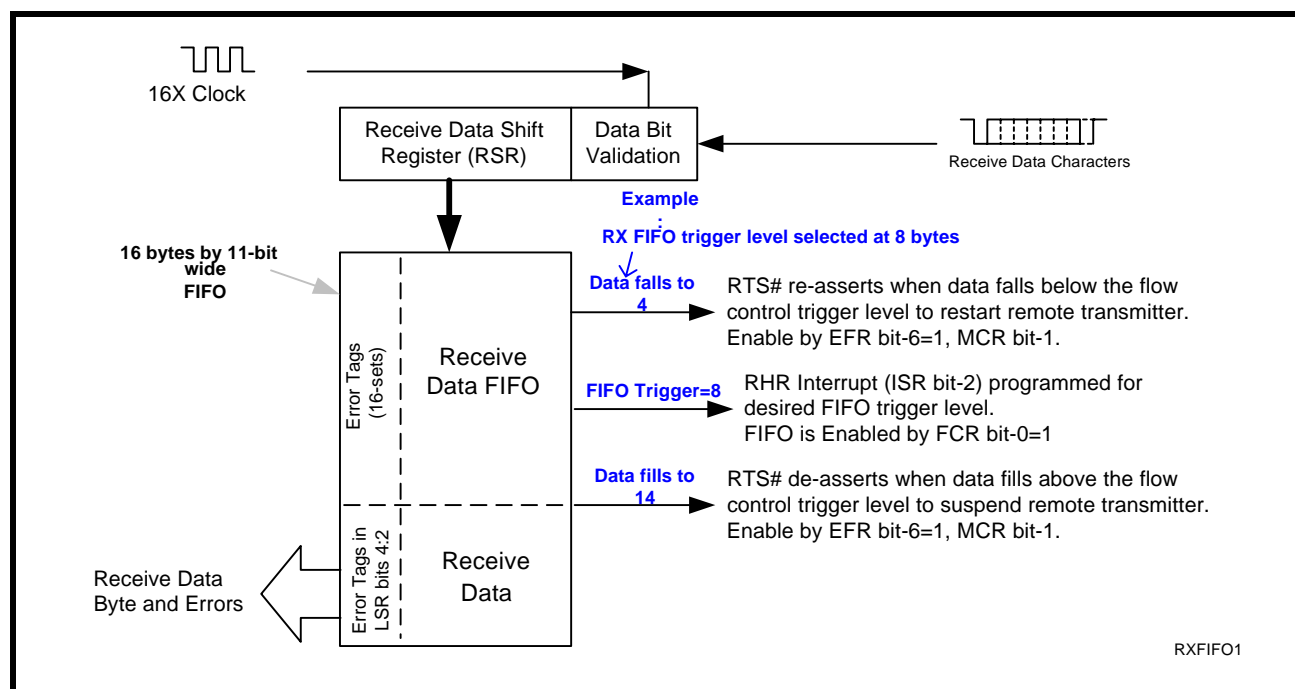 16X Clock
Receive Data Shift
Register (RSR)
Data Bit
Validation
Receive Data Characters
Example
:
RX FIFO trigger level selected at 8 bytes
16 bytes by 11-bit
wide
FIFO
Error Tags
(16-sets)
Receive
Data FIFO
Data falls to
4
RTS# re-asserts when data falls below the flow
control trigger level to restart remote transmitter.
Enable by EFR bit-6=1, MCR bit-1.
FIFO Trigger=8
RHR Interrupt (ISR bit-2) programmed for
desired FIFO trigger level.
FIFO is Enabled by FCR bit-0=1
Data fills to
14
RTS# de-asserts when data fills above the flow
control trigger level to suspend remote transmitter.
Enable by EFR bit-6=1, MCR bit-1.
Error Tags in
LSR bits 4:2
Receive
Data
Receive Data
Byte and Errors
RXFIFO1